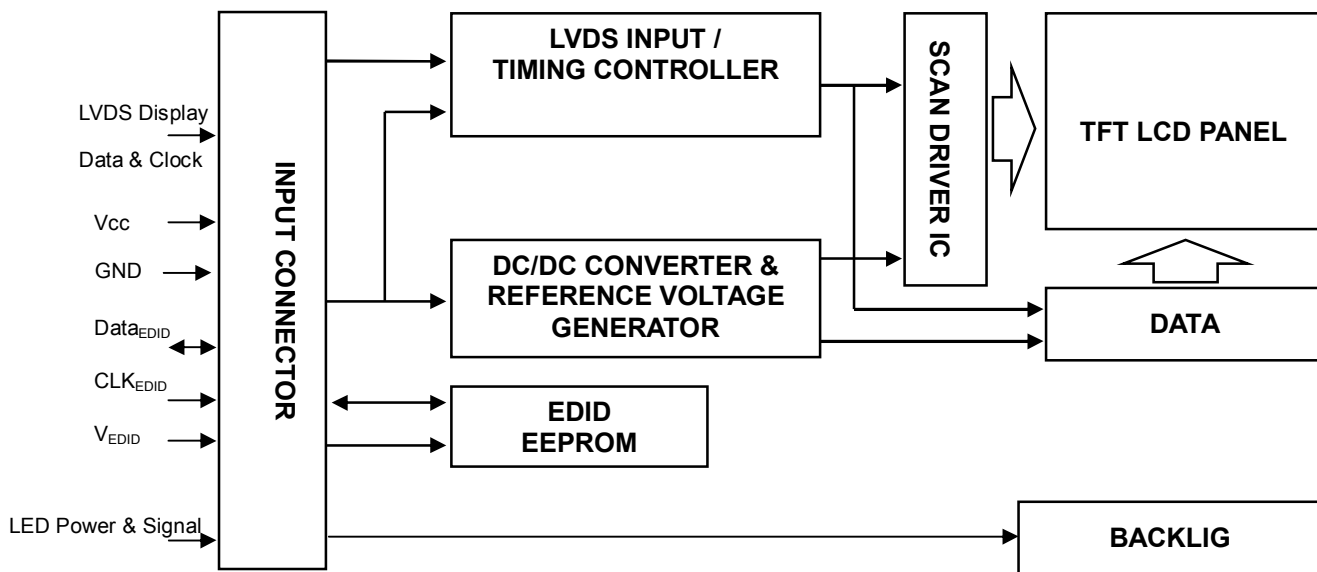 LVDS Display
Data & Clock
Vcc
GND
DataEDID
CLKEDID
VEDID
LED Power & Signal
INPUT CONNECTOR
LVDS INPUT /
TIMING CONTROLLER
DC/DC CONVERTER &
REFERENCE VOLTAGE
GENERATOR
EDID
EEPROM
SCAN DRIVER IC
TFT LCD PANEL
DATA
BACKLIG